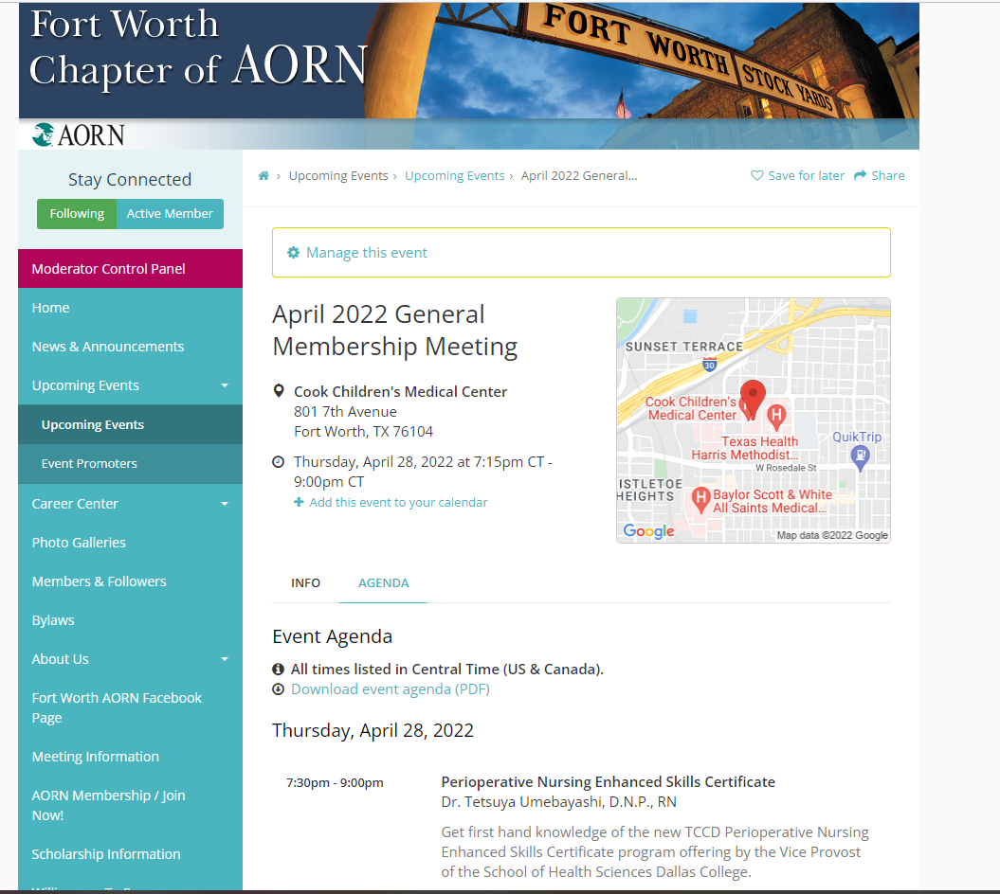 Fort Worth
Chapter of AORN
FORT WORTH
STOCK YARDS
AORN
Stay Connected
Following
Active Member
Moderator Control Panel
Home
News & Announcements
Upcoming Events
Upcoming Events
Event Promoters
Career Center
Photo Galleries
Members & Followers
Bylaws
About Us
Fort Worth AORN Facebook
Page
Meeting Information
AORN Membership / Join
Now!
Scholarship Information
› Upcoming Events › Upcoming Events › April 2022 General...
Save for later
Share
Manage this event
April 2022 General
Membership Meeting
Cook Children's Medical Center
801 7th Avenue
Fort Worth, TX 76104
Thursday, April 28, 2022 at 7:15pm CT -
9:00pm CT
+ Add this event to your calendar
SUNSET TERRACE
30
Cook Children's
Medical Center
H
Texas Health
Harris Methodist...
QuikTrip
W Rosedale St
ISTLETOE
HEIGHTS
H
Baylor Scott & White
All Saints Medical...
Google
Map data ©2022 Google
INFO
AGENDA
Event Agenda
All times listed in Central Time (US & Canada).
Download event agenda (PDF)
Thursday, April 28, 2022
7:30pm - 9:00pm
Perioperative Nursing Enhanced Skills Certificate
Dr. Tetsuya Umebayashi, D.N.P., RN
Get first hand knowledge of the new TCCD Perioperative Nursing
Enhanced Skills Certificate program offering by the Vice Provost
of the School of Health Sciences Dallas College.